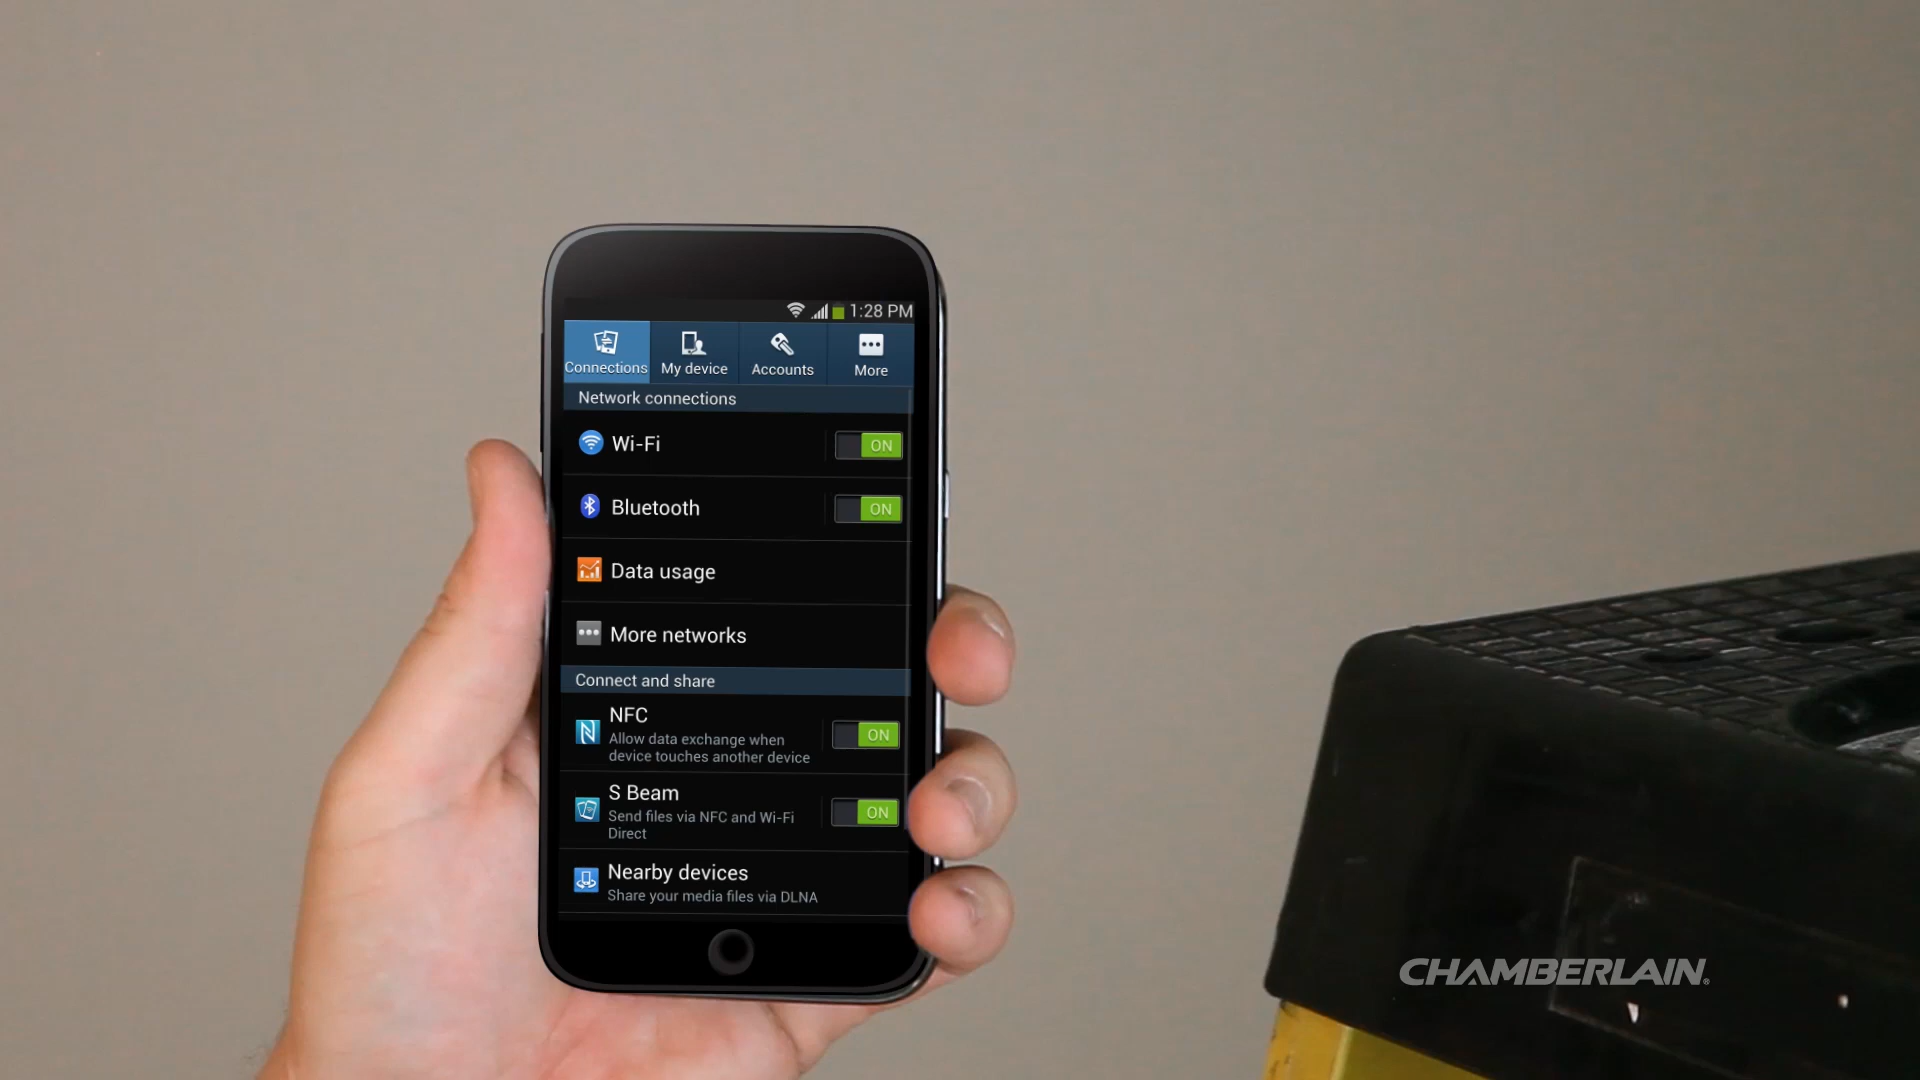 1:28 PM
Connections My device Accounts More
Network connections
Wi-Fi ON
Bluetooth ON
Data usage
More networks
Connect and share
NFC
Allow data exchange when
device touches another device
ON
S Beam
Send files via NFC and Wi-Fi
Direct
ON
Nearby devices
Share your media files via DLNA
CHAMBERLAIN®